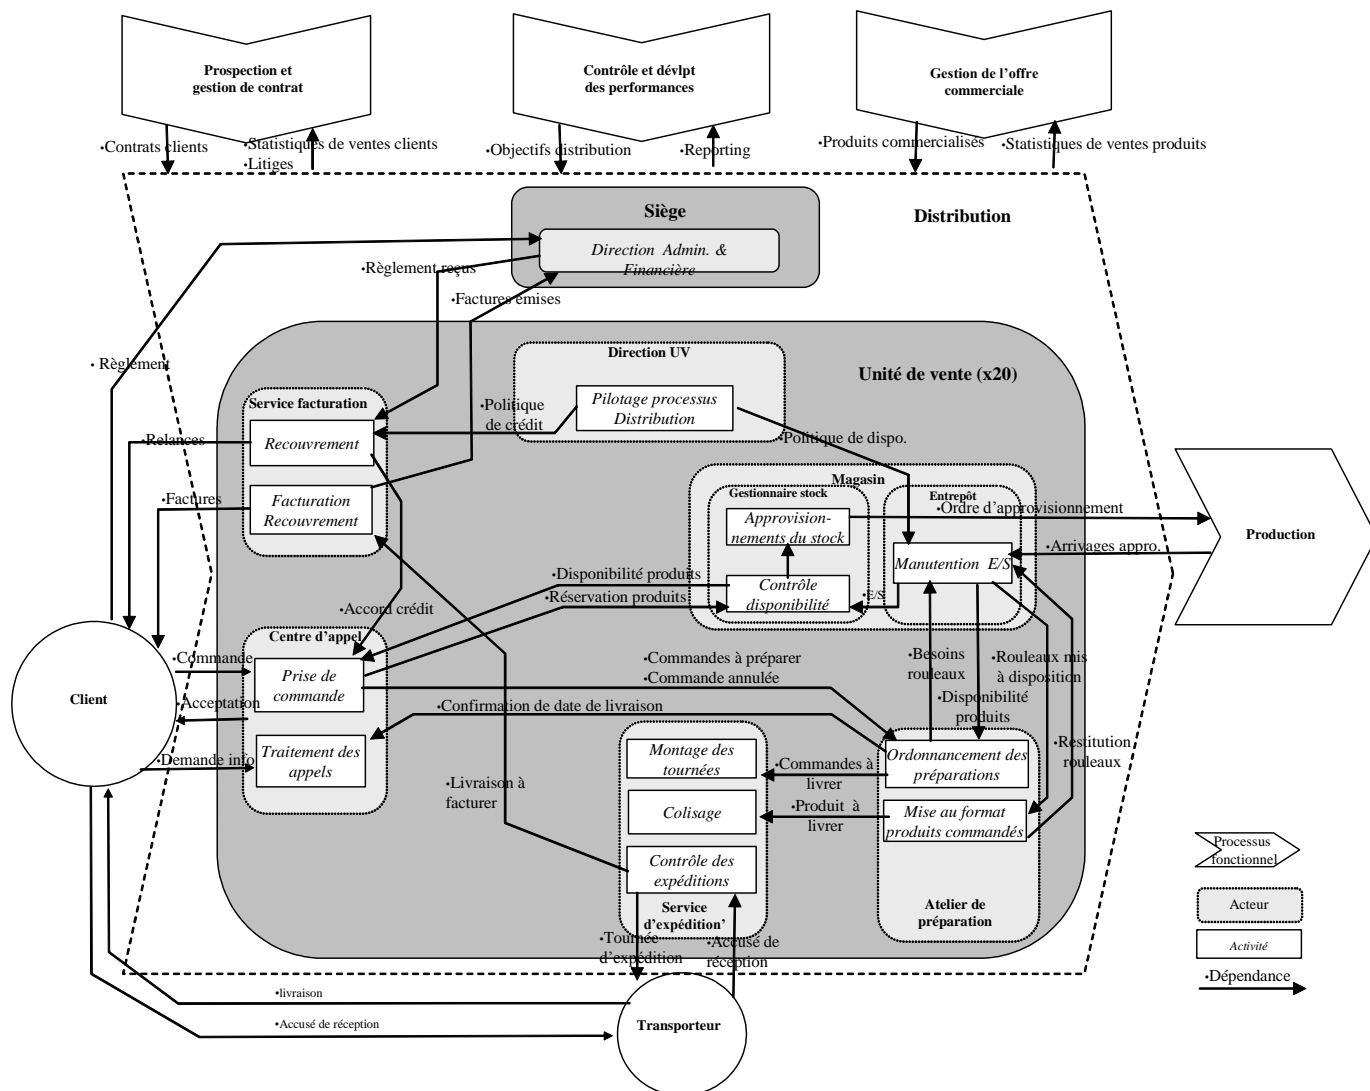 Prospection et
gestion de contrat
Contrôle et dévlpt
des performances
Gestion de l'offre
commerciale
•Contrats clients
•Statistiques de ventes clients
•Litiges
•Objectifs distribution
•Reporting
•Produits commercialisés
•Statistiques de ventes produits
Siège
Distribution
Direction Admin. &
Financière
•Règlement reçus
•Factures émises
• Règlement
Direction UV
Unité de vente (x20)
Pilotage processus
Distribution
Service facturation
•Politique
de crédit
Recouvrement
•Relances
•Politique de dispo.
Magasin
Gestionnaire stock
Entrepôt
Facturation
Recouvrement
•Factures
Approvision-
nements du stock
•Ordre d'approvisionnement
Production
•Arrivages appro.
Manutention E/S
•Disponibilité produits
Contrôle
disponibilité
•E/S
•Réservation produits
•Accord crédit
Centre d'appel
•Commande
Prise de
commande
•Commandes à préparer
•Commande annulée
•Besoins
rouleaux
•Rouleaux mis
à disposition
•Disponibilité
produits
Client
•Acceptation
•Confirmation de date de livraison
Traitement des
appels
•Demande info
Montage des
tournées
•Commandes à
livrer
Ordonnancement des
préparations
•Restitution
rouleaux
•Livraison à
facturer
Colisage
•Produit à
livrer
Mise au format
produits commandés
Contrôle des
expéditions
Service
d'expédition'
Atelier de
préparation
•Tournée
d'expédition
•Accusé de
réception
•livraison
•Accusé de réception
Transporteur
Processus
fonctionnel
Acteur
Activité
•Dépendance